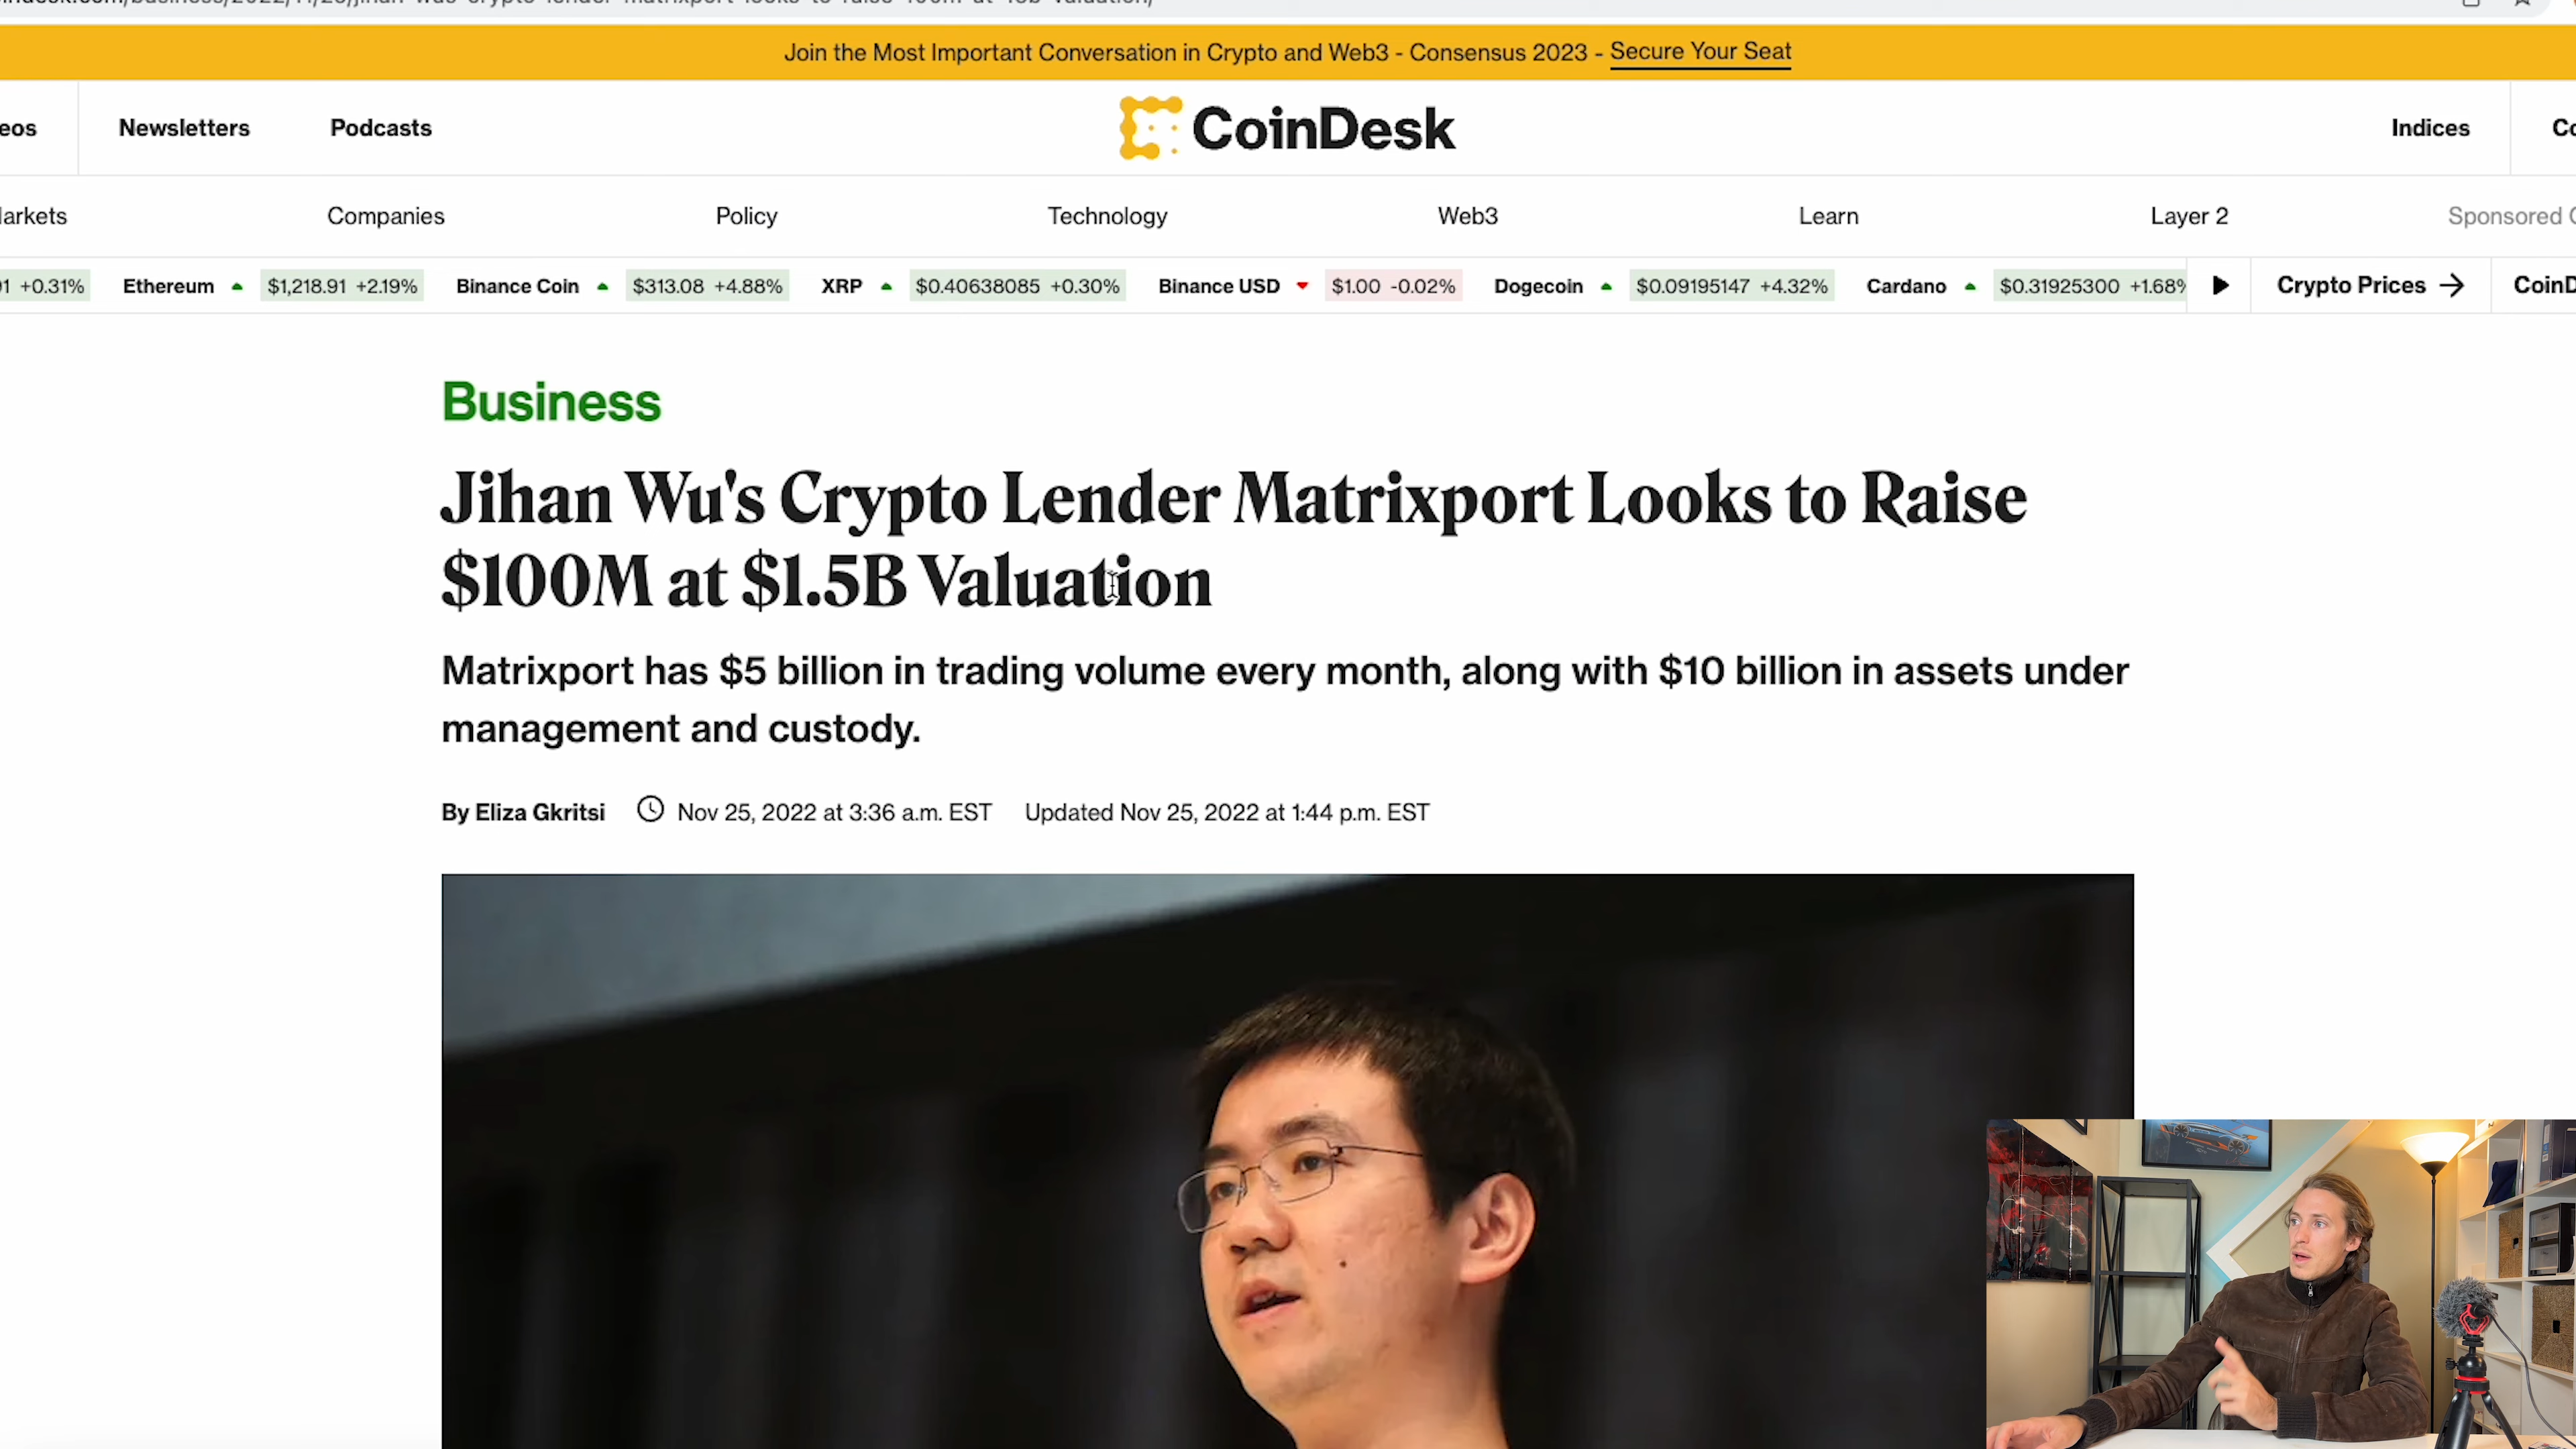 Join the Most Important Conversation in Crypto and Web3 - Consensus 2023 - Secure Your Seat
Newsletters Podcasts CoinDesk Indices
Companies Policy Technology Web3 Learn Layer 2 Sponsored
+0.31% Ethereum $1,218.91 +2.19% Binance Coin $313.08 +4.88% XRP $0.40638085 +0.30% Binance USD $1.00 -0.02% Dogecoin $0.09195147 +4.32% Cardano $0.31925300 +1.68% Crypto Prices →
Business
Jihan Wu's Crypto Lender Matrixport Looks to Raise
$100M at $1.5B Valuation
Matrixport has $5 billion in trading volume every month, along with $10 billion in assets under
management and custody.
By Eliza Gkritsi Nov 25, 2022 at 3:36 a.m. EST Updated Nov 25, 2022 at 1:44 p.m. EST